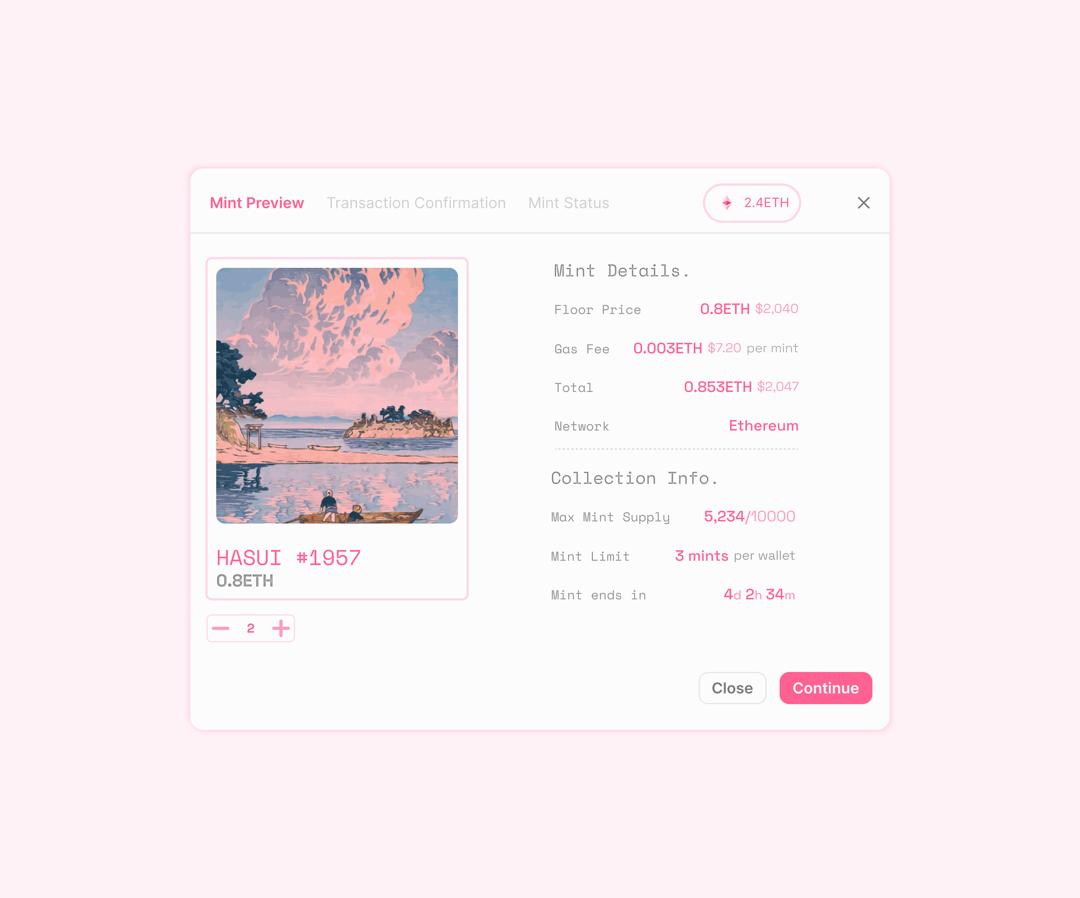 Mint Preview Transaction Confirmation Mint Status 2.4ETH
HASUI #1957
0.8ETH
2
Mint Details.
Floor Price 0.8ETH $2,040
Gas Fee 0.003ETH $7.20 per mint
Total 0.853ETH $2,047
Network Ethereum
Collection Info.
Max Mint Supply 5,234/10000
Mint Limit 3 mints per wallet
Mint ends in 4d 2h 34m
Close Continue